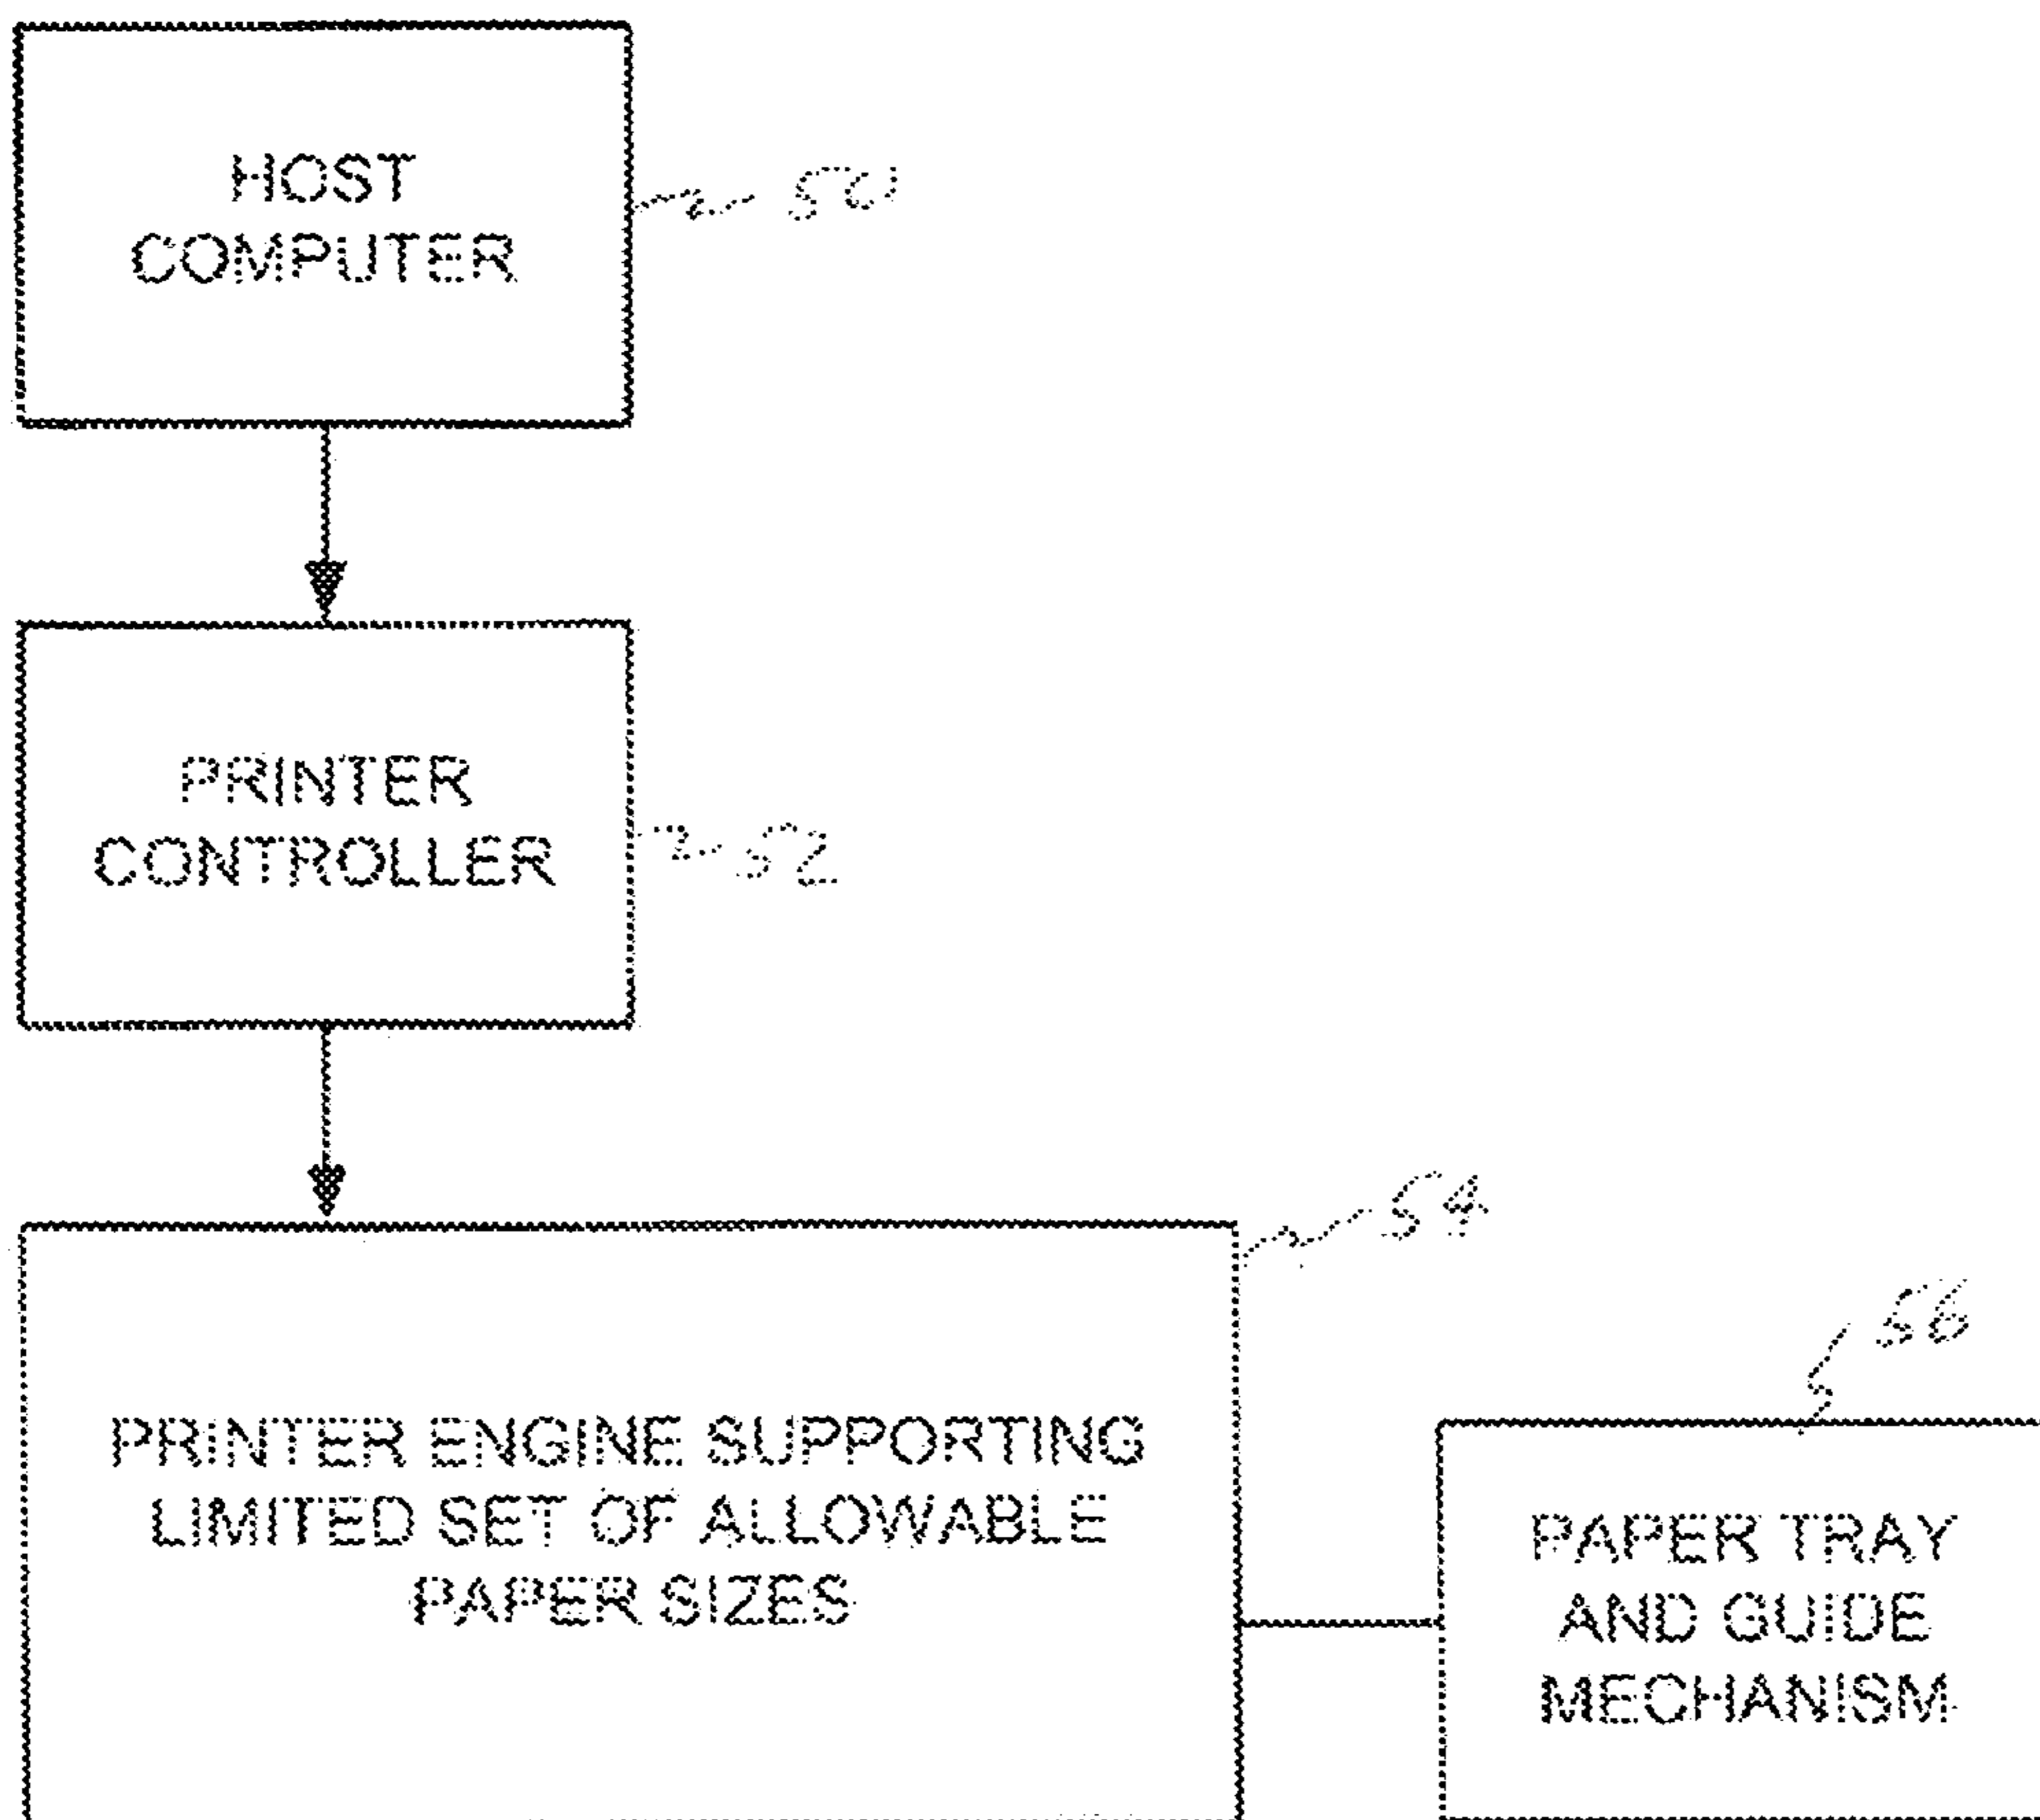 HOST
COMPUTER
50
PRINTER
CONTROLLER
52
54
56
PRINTER ENGINE SUPPORTING
LIMITED SET OF ALLOWABLE
PAPER SIZES
PAPER TRAY
AND GUIDE
MECHANISM